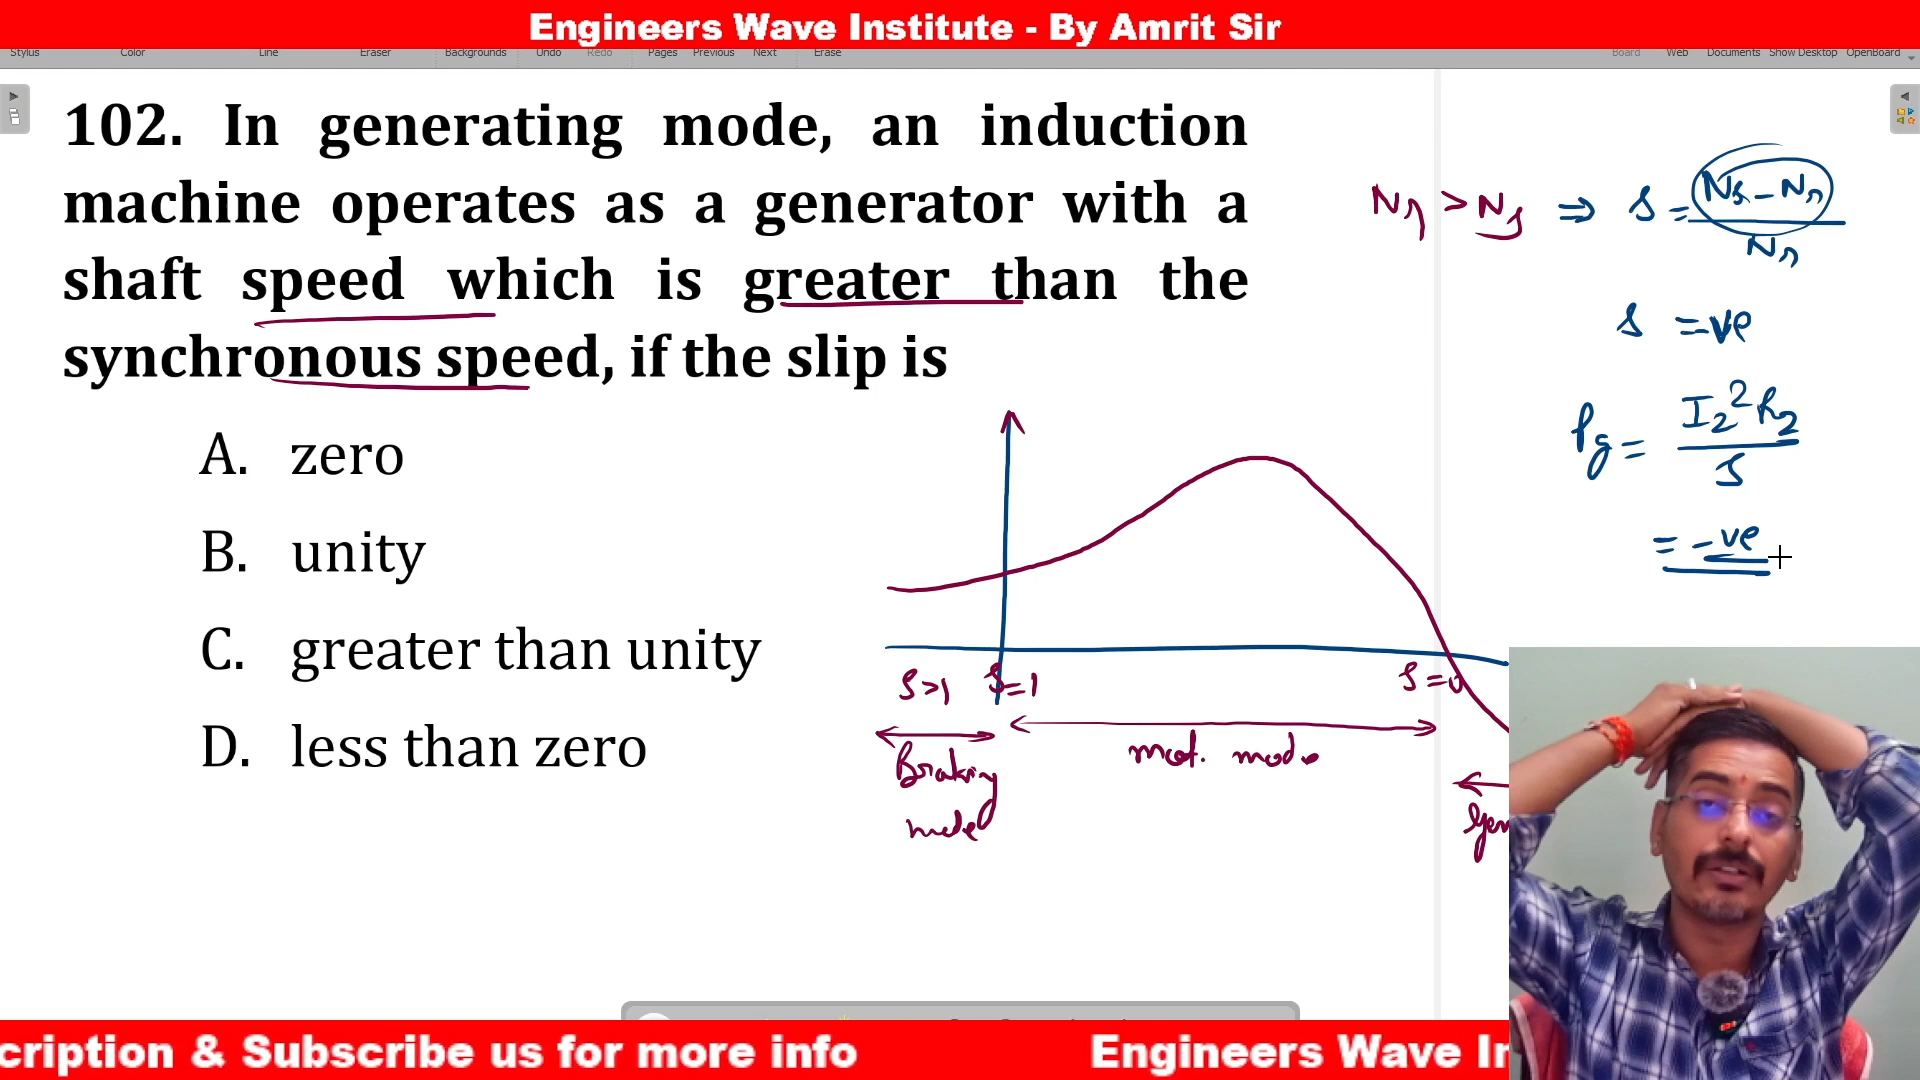 Engineers Wave Institute - By Amrit Sir
Stylus Color Line Eraser Backgrounds Undo Redo Pages Previous Next Erase Board Web Documents Show Desktop OpenBoard
102. In generating mode, an induction
machine operates as a generator with a
shaft speed which is greater than the
synchronous speed, if the slip is
A. zero
B. unity
C. greater than unity
D. less than zero
Nr > Ns ⇒ s = Ns - Nr
Nr
s = -ve
Pg = I2² R2
s
= -ve
s>1 s=1 s=0
Braking
mode
mot. mode
Gen
cription & Subscribe us for more info Engineers Wave In